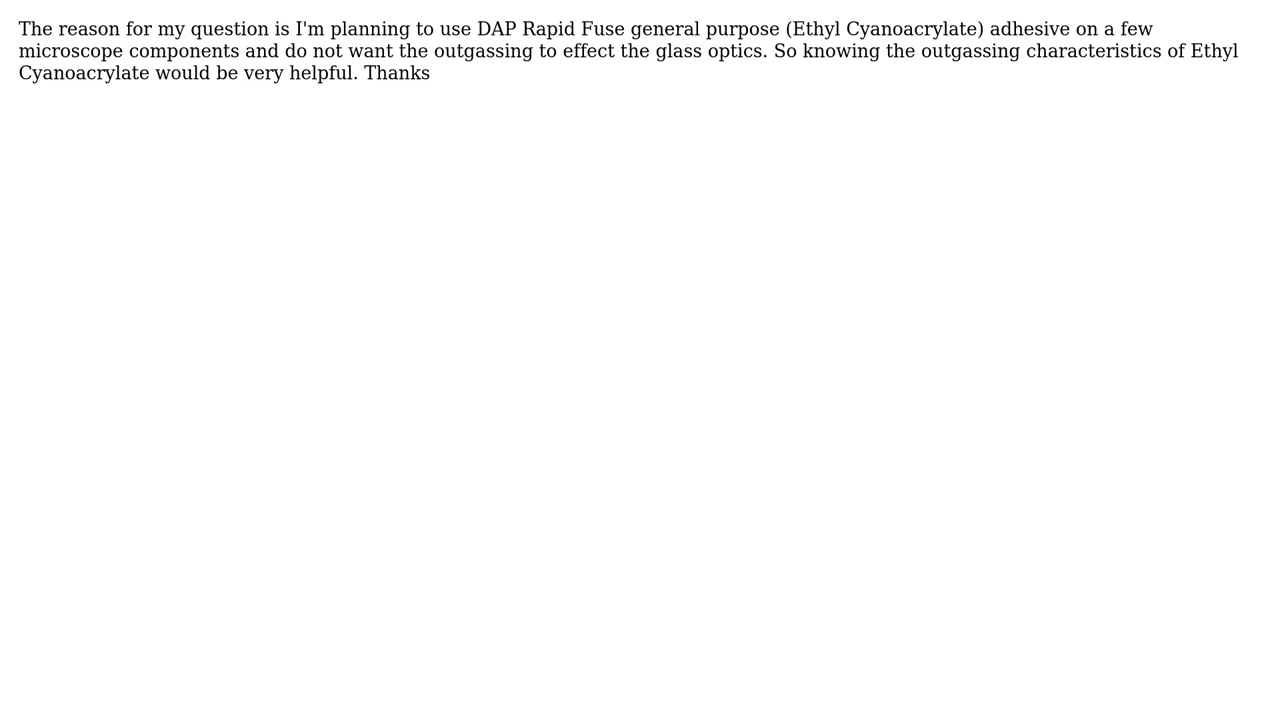 The reason for my question is I'm planning to use DAP Rapid Fuse general purpose (Ethyl Cyanoacrylate) adhesive on a few
microscope components and do not want the outgassing to effect the glass optics. So knowing the outgassing characteristics of Ethyl
Cyanoacrylate would be very helpful. Thanks